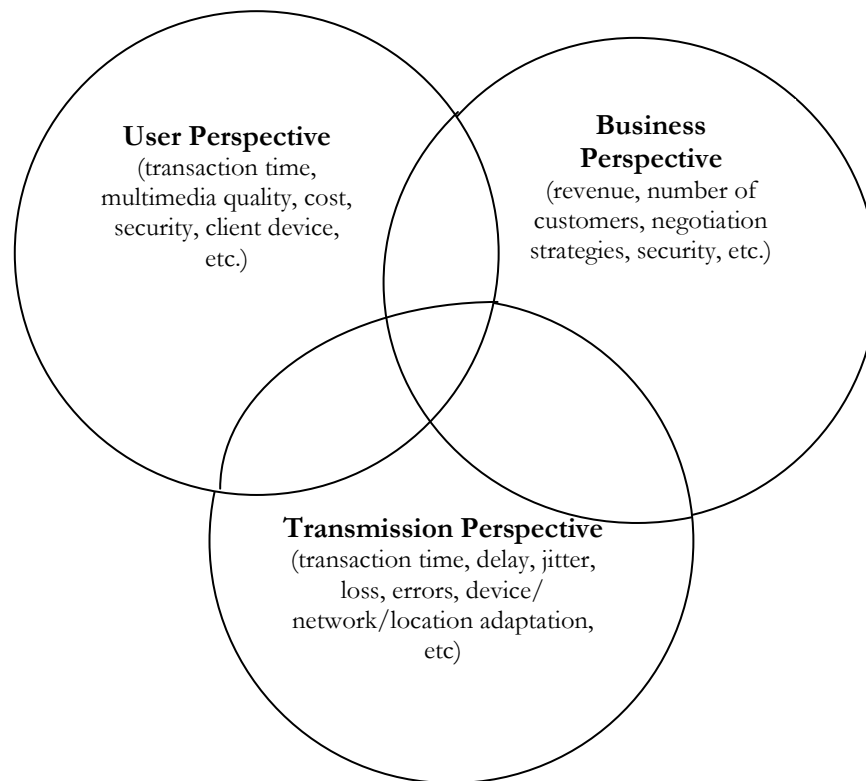 User Perspective
(transaction time,
multimedia quality, cost,
security, client device,
etc.)
Business
Perspective
(revenue, number of
customers, negotiation
strategies, security, etc.)
Transmission Perspective
(transaction time, delay, jitter,
loss, errors, device/
network/location adaptation,
etc)